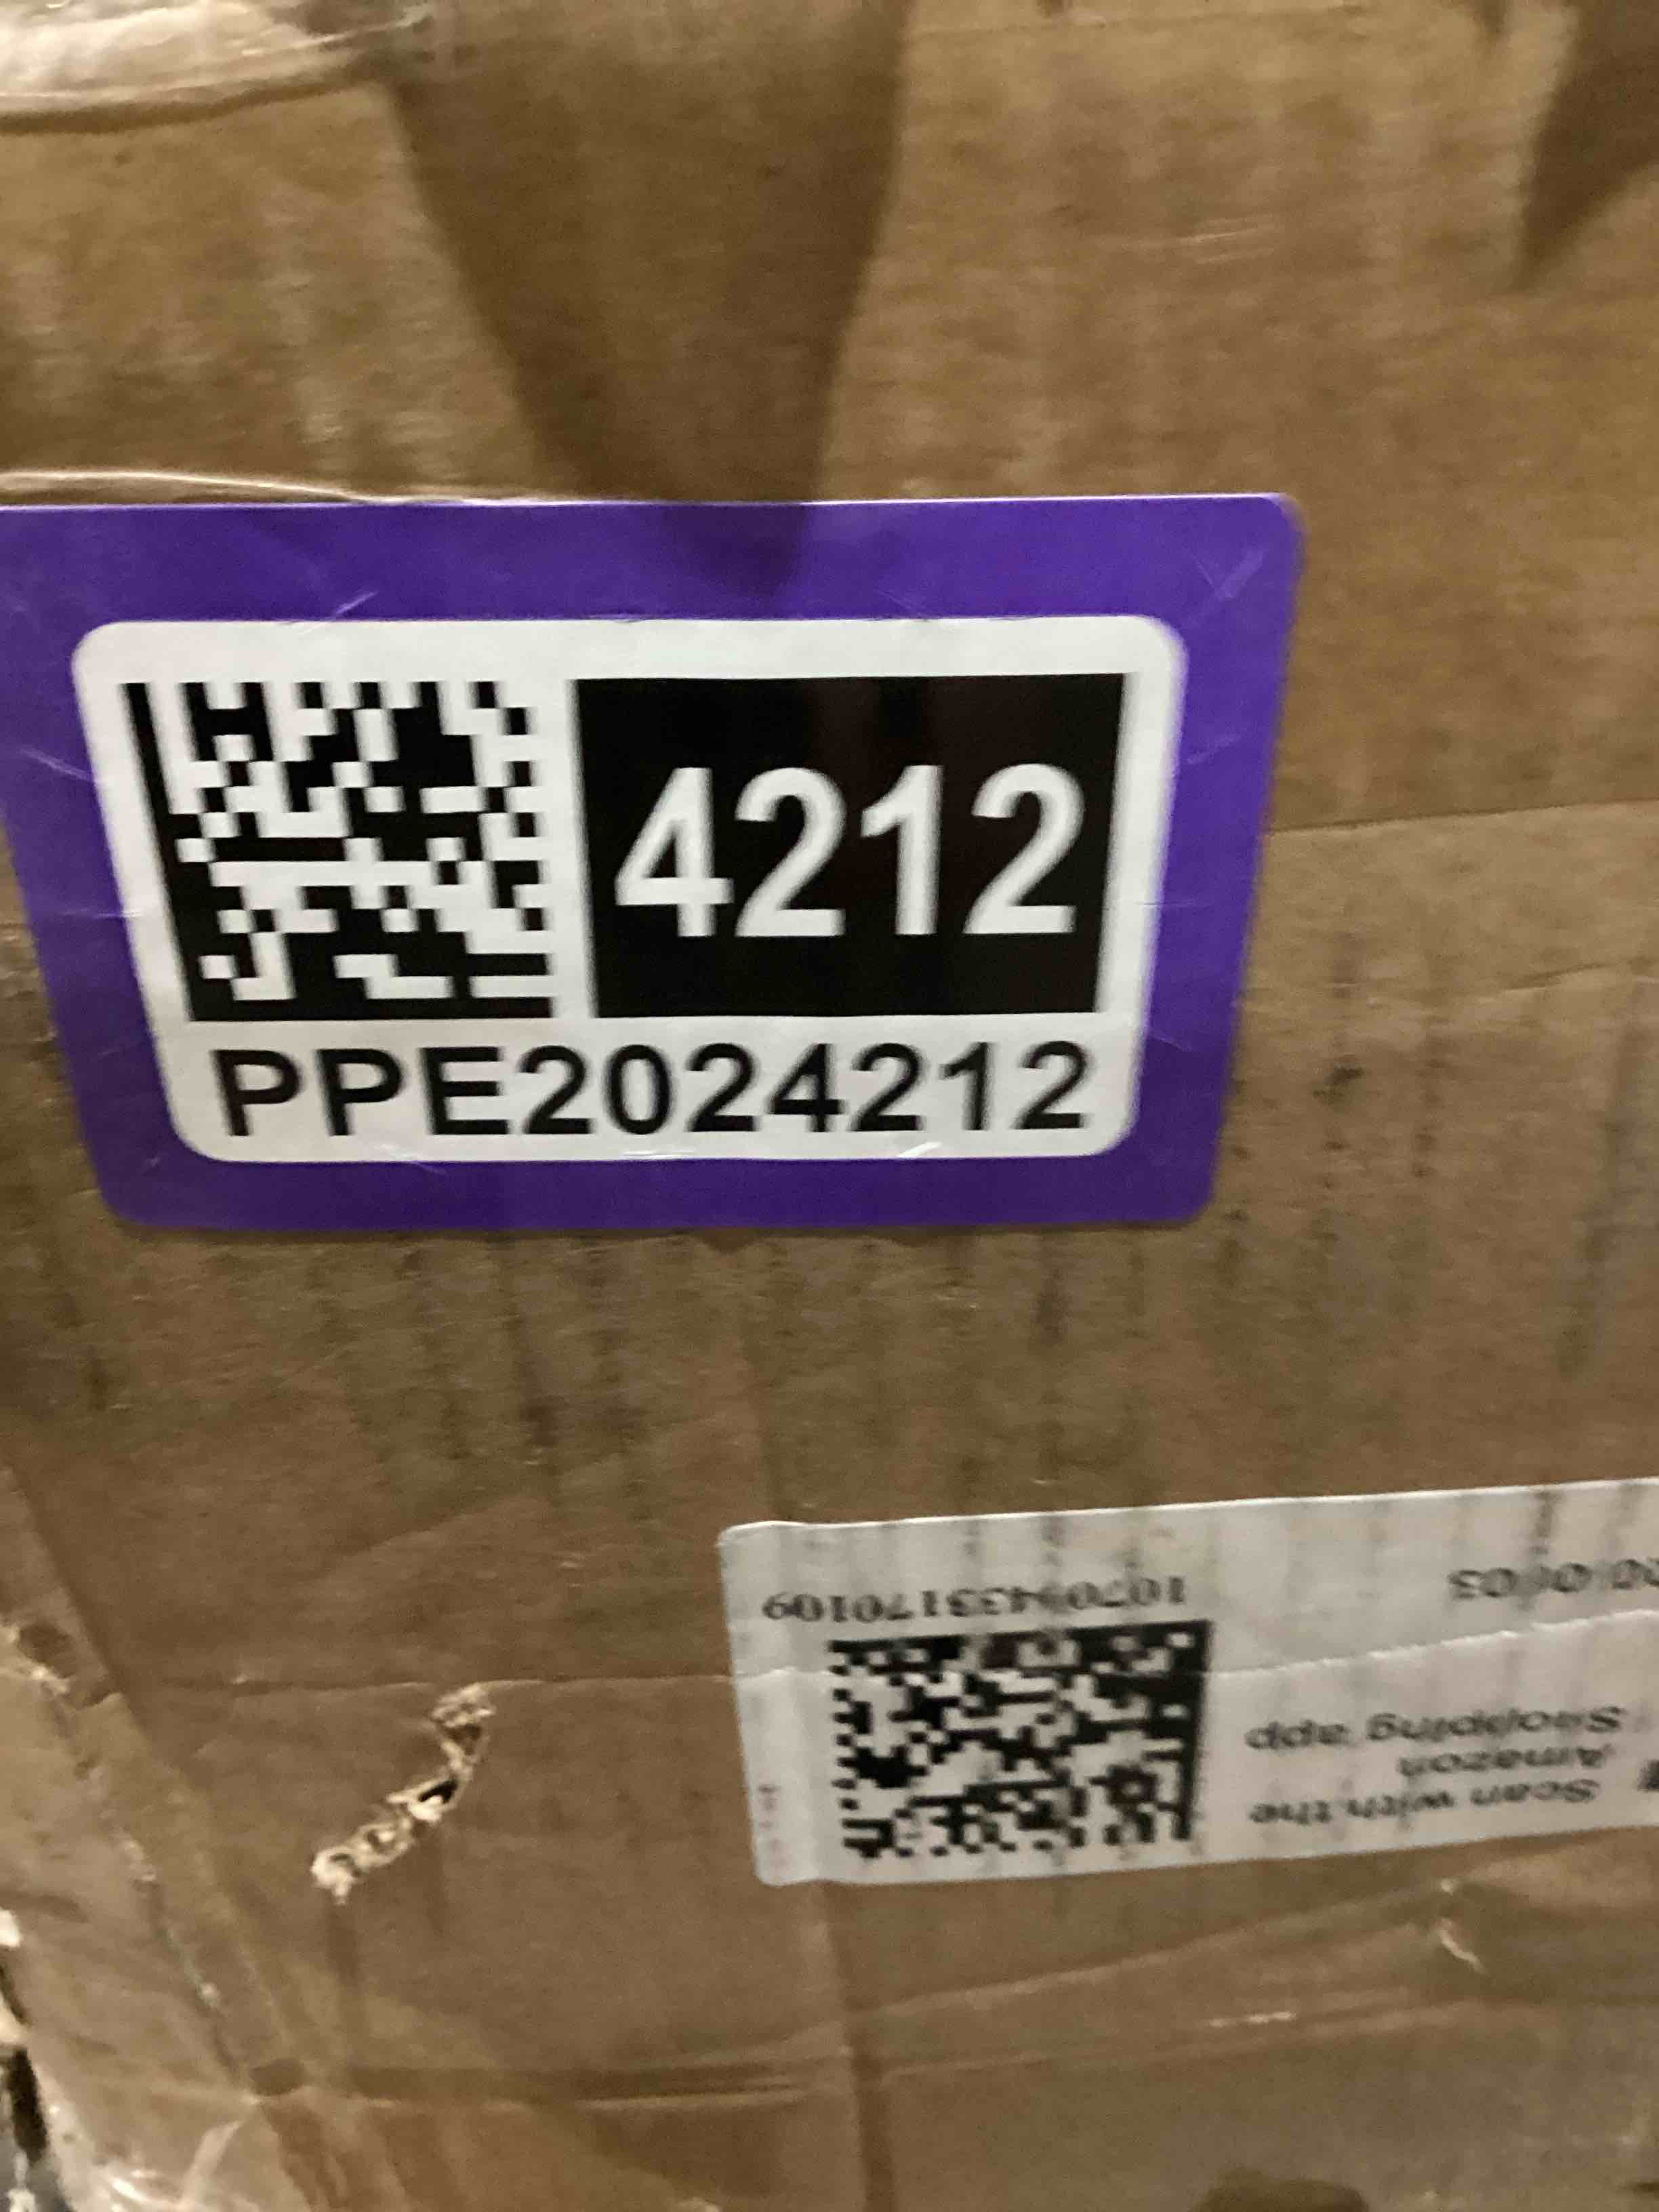 4212
PPE2024212
Scan with the
Amazon
Shopping app